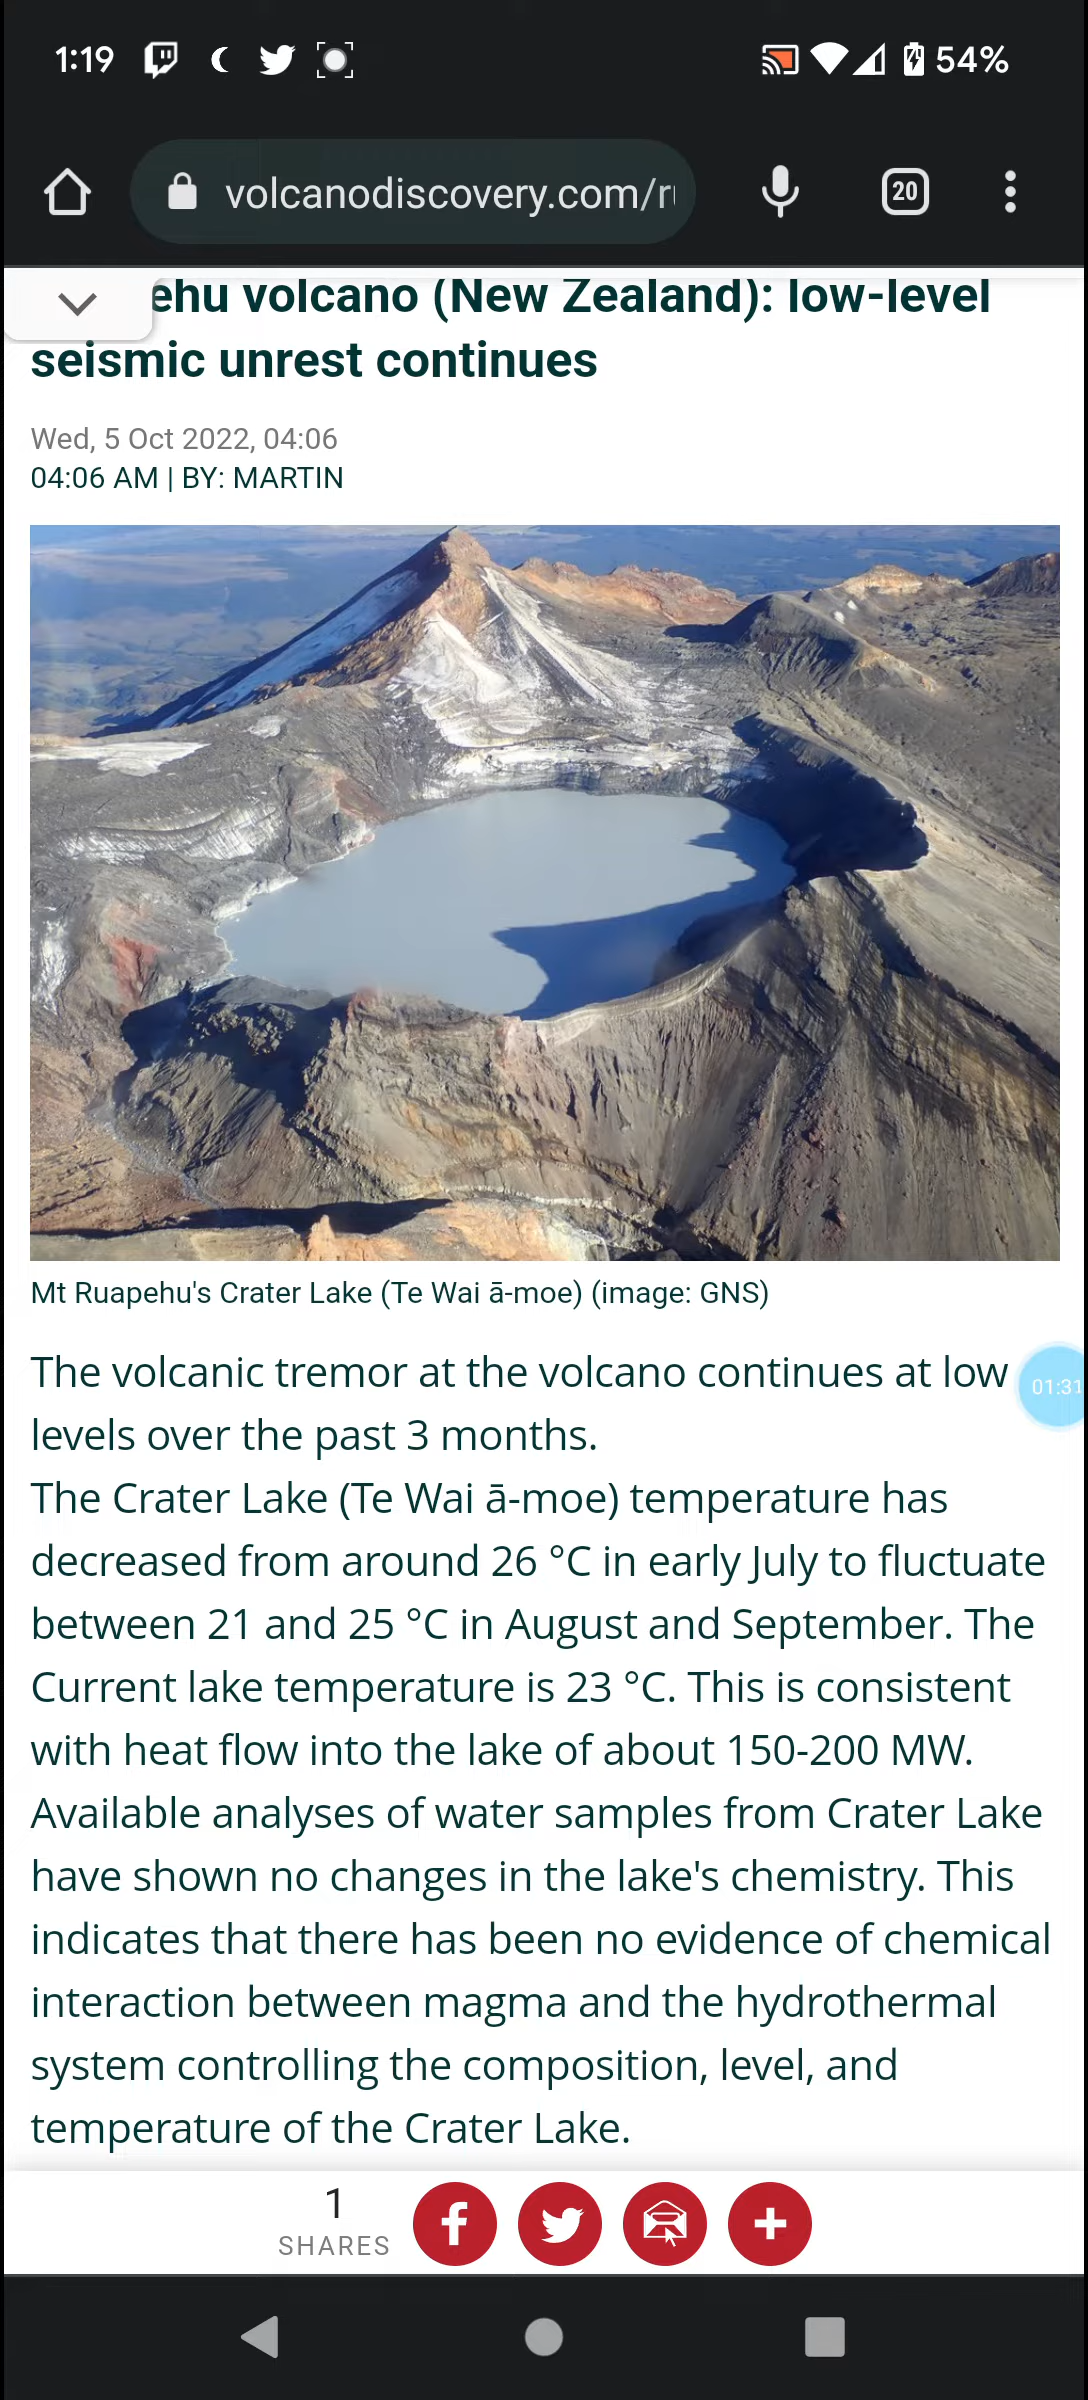 1:19
54%
volcanodiscovery.com/r
20
ehu volcano (New Zealand): low-level
seismic unrest continues
Wed, 5 Oct 2022, 04:06
04:06 AM | BY: MARTIN
Mt Ruapehu's Crater Lake (Te Wai ā-moe) (image: GNS)
The volcanic tremor at the volcano continues at low
01:31
levels over the past 3 months.
The Crater Lake (Te Wai ā-moe) temperature has
decreased from around 26 °C in early July to fluctuate
between 21 and 25 °C in August and September. The
Current lake temperature is 23 °C. This is consistent
with heat flow into the lake of about 150-200 MW.
Available analyses of water samples from Crater Lake
have shown no changes in the lake's chemistry. This
indicates that there has been no evidence of chemical
interaction between magma and the hydrothermal
system controlling the composition, level, and
temperature of the Crater Lake.
1
SHARES